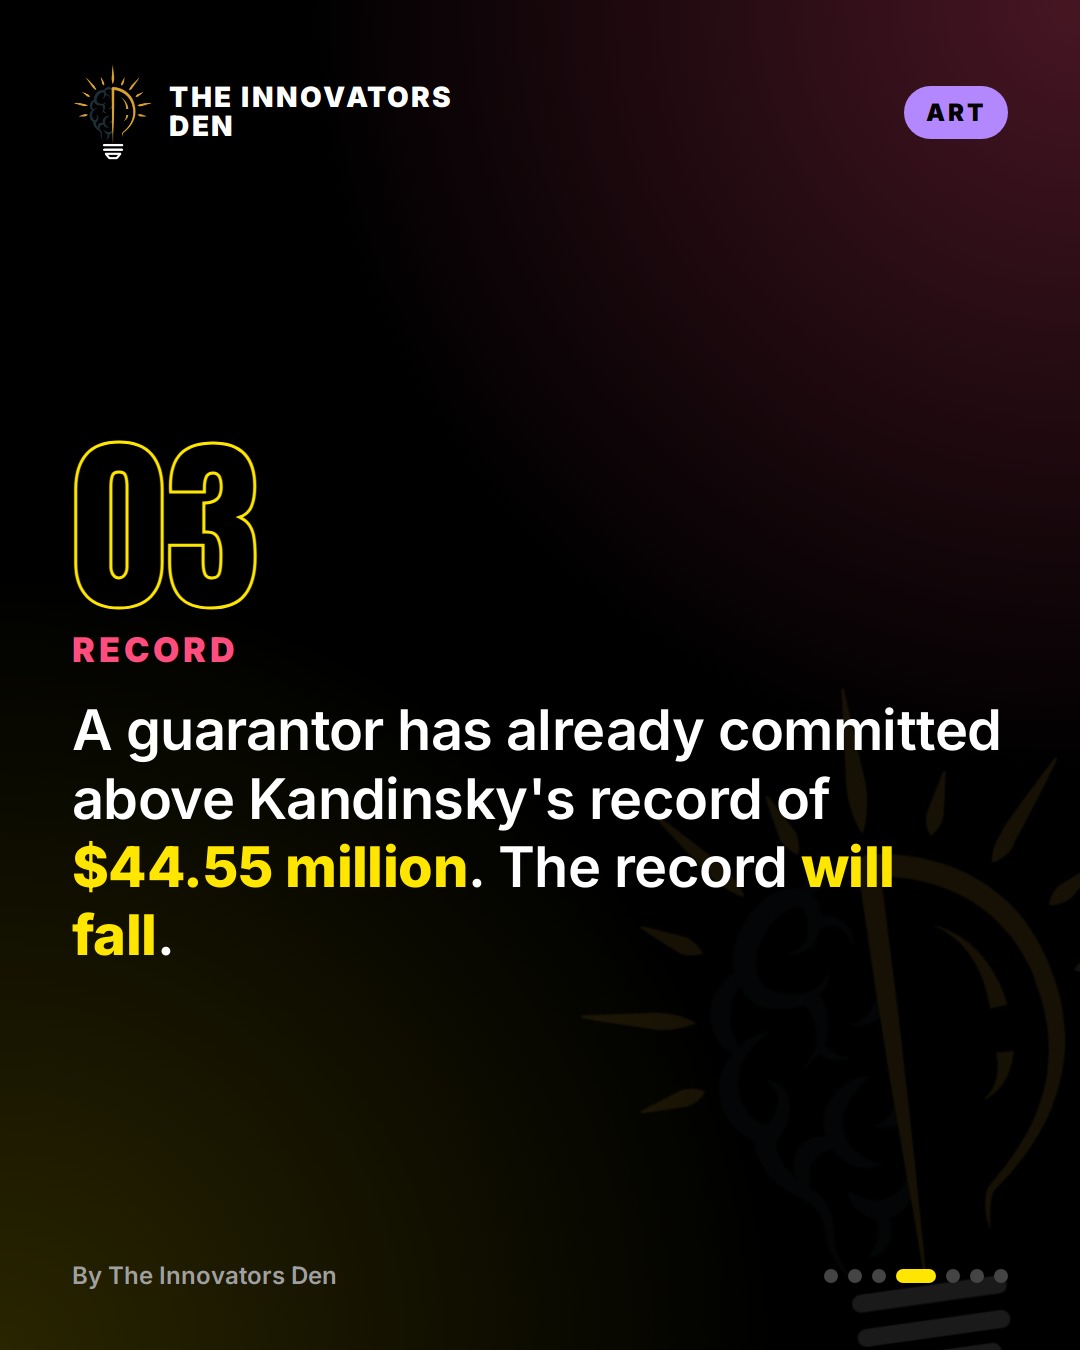 THE INNOVATORS
DEN
ART
03
RECORD
A guarantor has already committed
above Kandinsky's record of
$44.55 million. The record will
fall.
By The Innovators Den